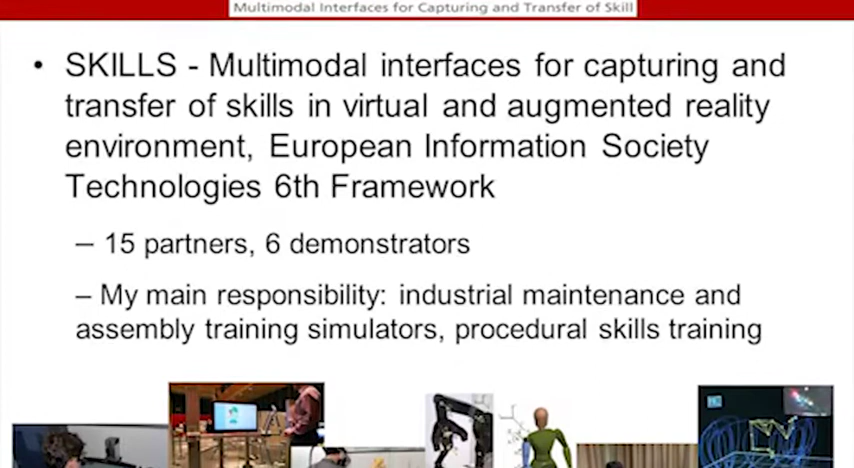 Multimodal Interfaces for Capturing and Transfer of Skill
• SKILLS - Multimodal interfaces for capturing and
transfer of skills in virtual and augmented reality
environment, European Information Society
Technologies 6th Framework
– 15 partners, 6 demonstrators
– My main responsibility: industrial maintenance and
assembly training simulators, procedural skills training